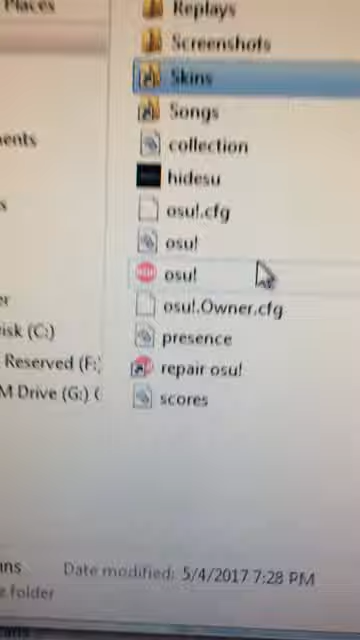 Places
Replays
Screenshots
Skins
Songs
collection
hidesu
osu!.cfg
osu!
osu!
osu!.Owner.cfg
isk (C:)
presence
Reserved (F:
repair osu!
M Drive (G:) (
scores
Date modified: 5/4/2017 7:28 PM
folder